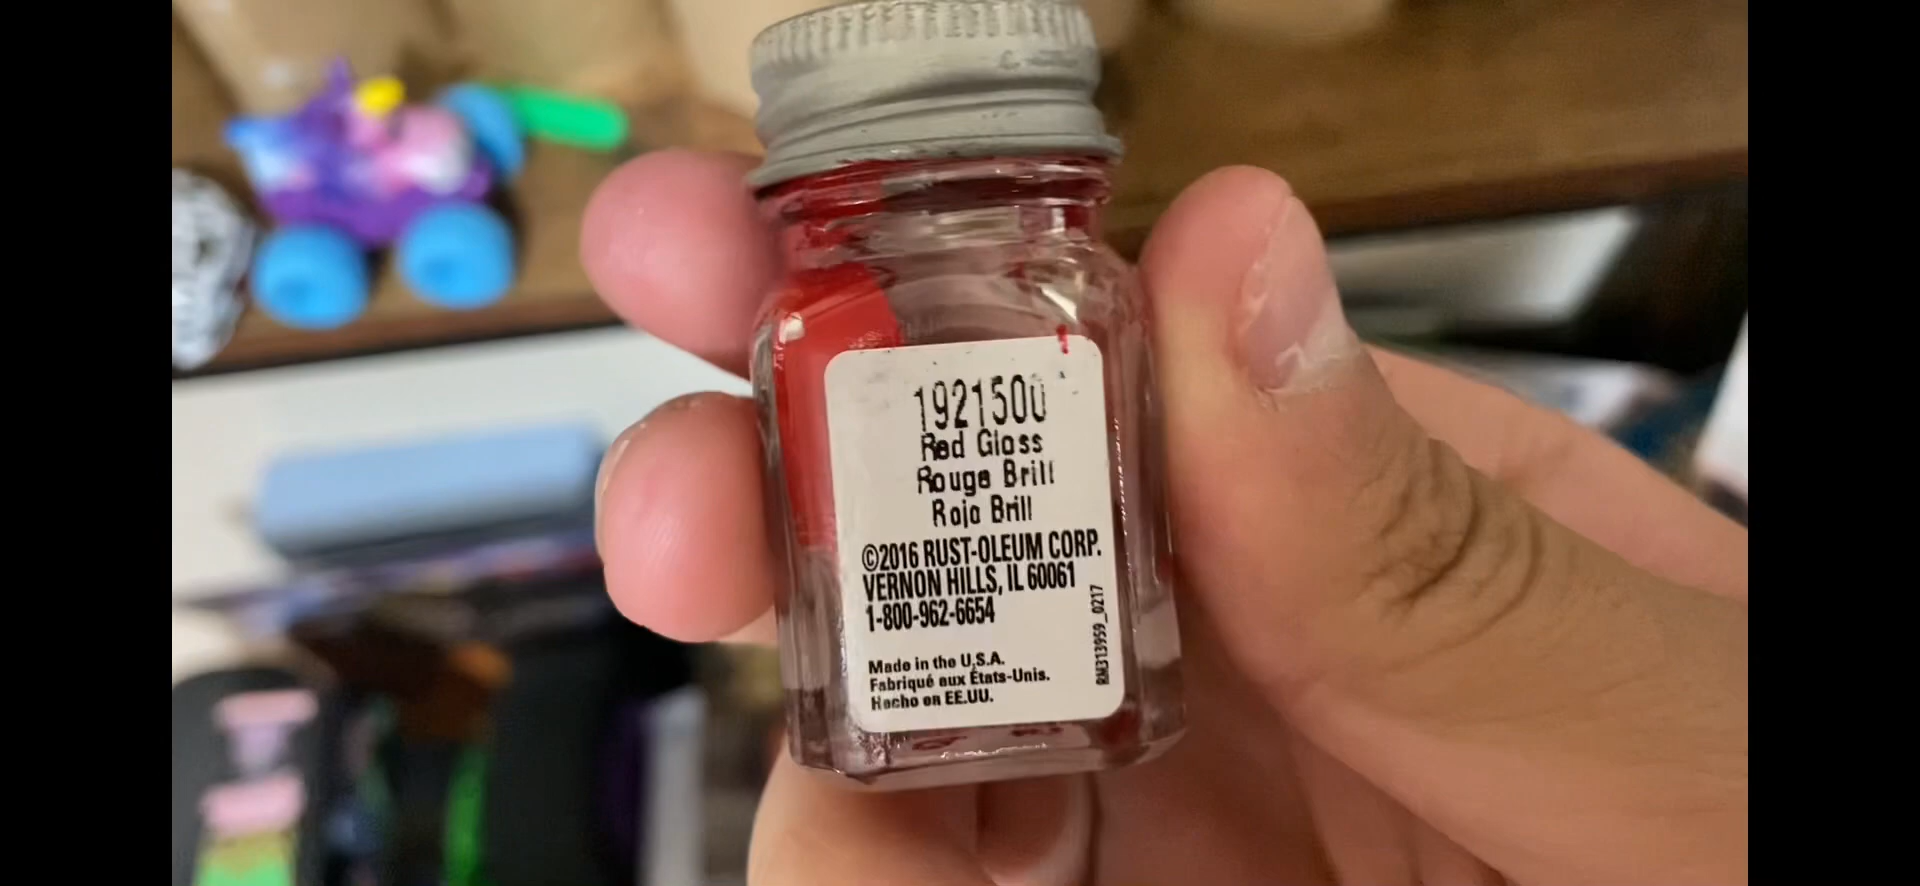 1921500
Red Gloss
Rouge Brill
Rojo Brill
©2016 RUST-OLEUM CORP.
VERNON HILLS, IL 60061
1-800-962-6654
Made in the U.S.A.
Fabriqué aux États-Unis.
Hecho en EE.UU.
RM313959_0217